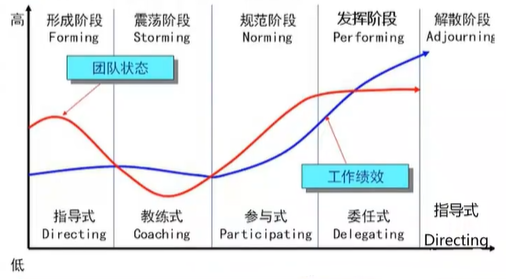 高
形成阶段
Forming
震荡阶段
Storming
规范阶段
Norming
发挥阶段
Performing
解散阶段
Adjourning
团队状态
工作绩效
指导式
Directing
教练式
Coaching
参与式
Participating
委任式
Delegating
指导式
Directing
低